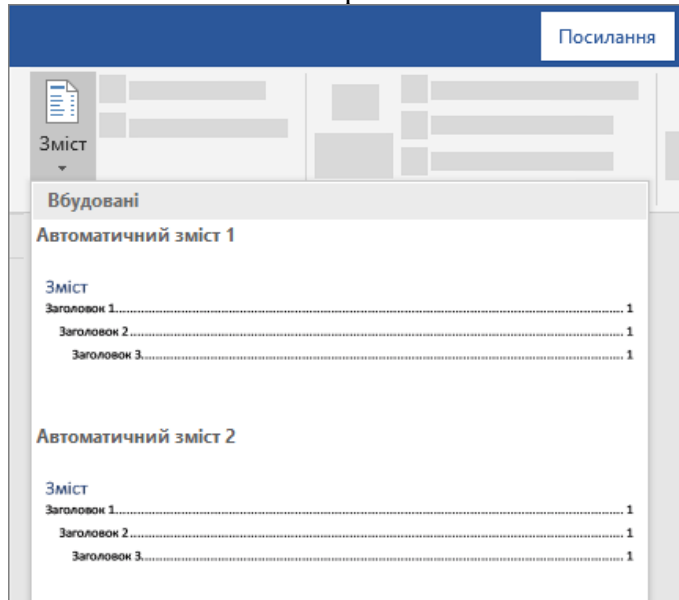 Посилання
Зміст
Вбудовані
Автоматичний зміст 1
Зміст
Заголовок 1.......................................................................................................................... 1
Заголовок 2...................................................................................................................... 1
Заголовок 3................................................................................................................... 1
Автоматичний зміст 2
Зміст
Заголовок 1.......................................................................................................................... 1
Заголовок 2...................................................................................................................... 1
Заголовок 3................................................................................................................... 1